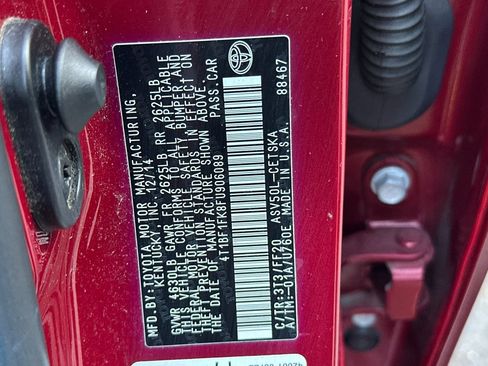 MFD.BY:TOYOTA MOTOR MANUFACTURING,
KENTUCKY, INC. 12/14
GVWR 4630LB GAWR FR 2625LB RR 2625LB
THIS VEHICLE CONFORMS TO ALL APPLICABLE
FEDERAL MOTOR VEHICLE SAFETY, BUMPER, AND
THEFT PREVENTION STANDARDS IN EFFECT ON
THE DATE OF MANUFACTURE SHOWN ABOVE.
4T1BF1FK8FU906089 PASS.CAR
C/TR:3T3/FF20 ASV50L-CETSKA
A/TM:-01A/U760E MADE IN U.S.A. 88467